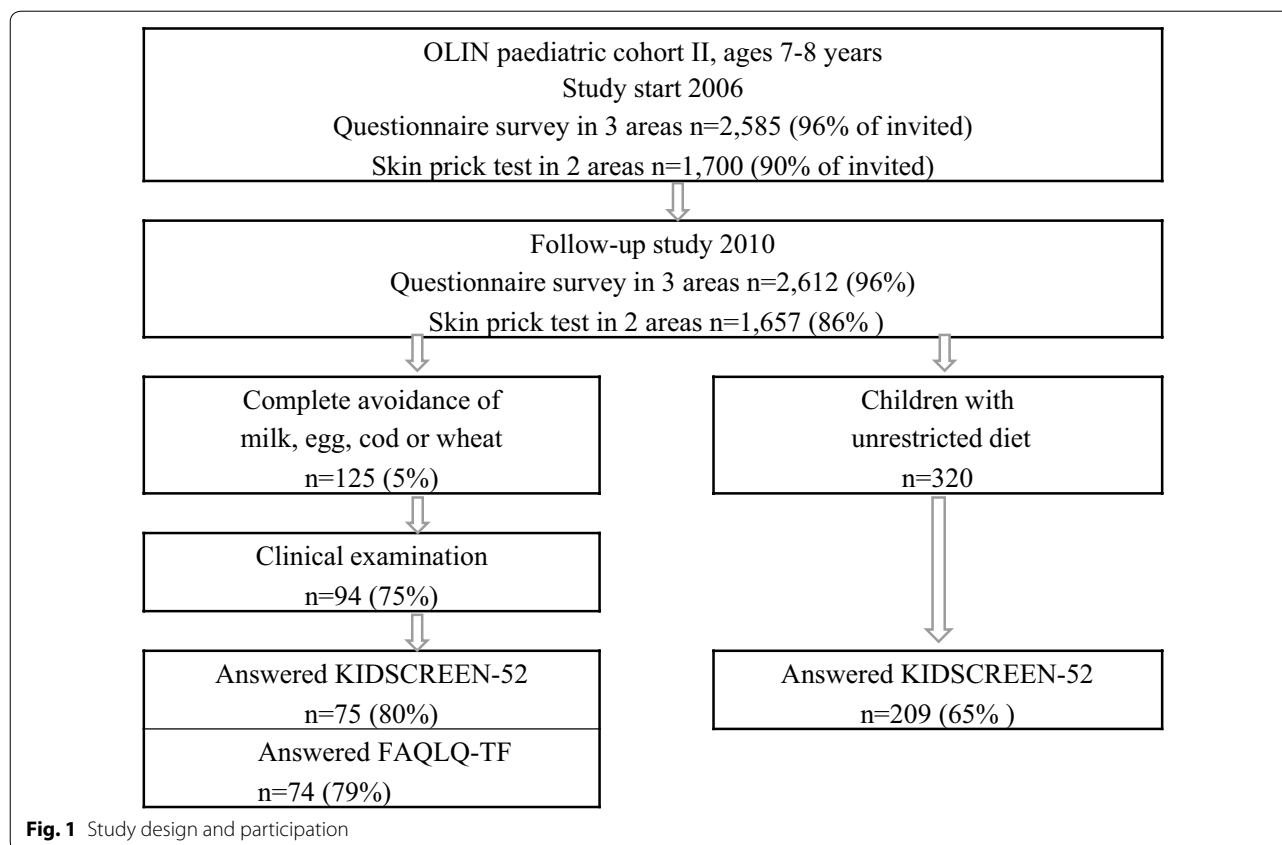 OLIN paediatric cohort II, ages 7-8 years
Study start 2006
Questionnaire survey in 3 areas n=2,585 (96% of invited)
Skin prick test in 2 areas n=1,700 (90% of invited)
Follow-up study 2010
Questionnaire survey in 3 areas n=2,612 (96%)
Skin prick test in 2 areas n=1,657 (86% )
Complete avoidance of
milk, egg, cod or wheat
n=125 (5%)
Children with
unrestricted diet
n=320
Clinical examination
n=94 (75%)
Answered KIDSCREEN-52
n=75 (80%)
Answered FAQLQ-TF
n=74 (79%)
Answered KIDSCREEN-52
n=209 (65% )
Fig. 1 Study design and participation